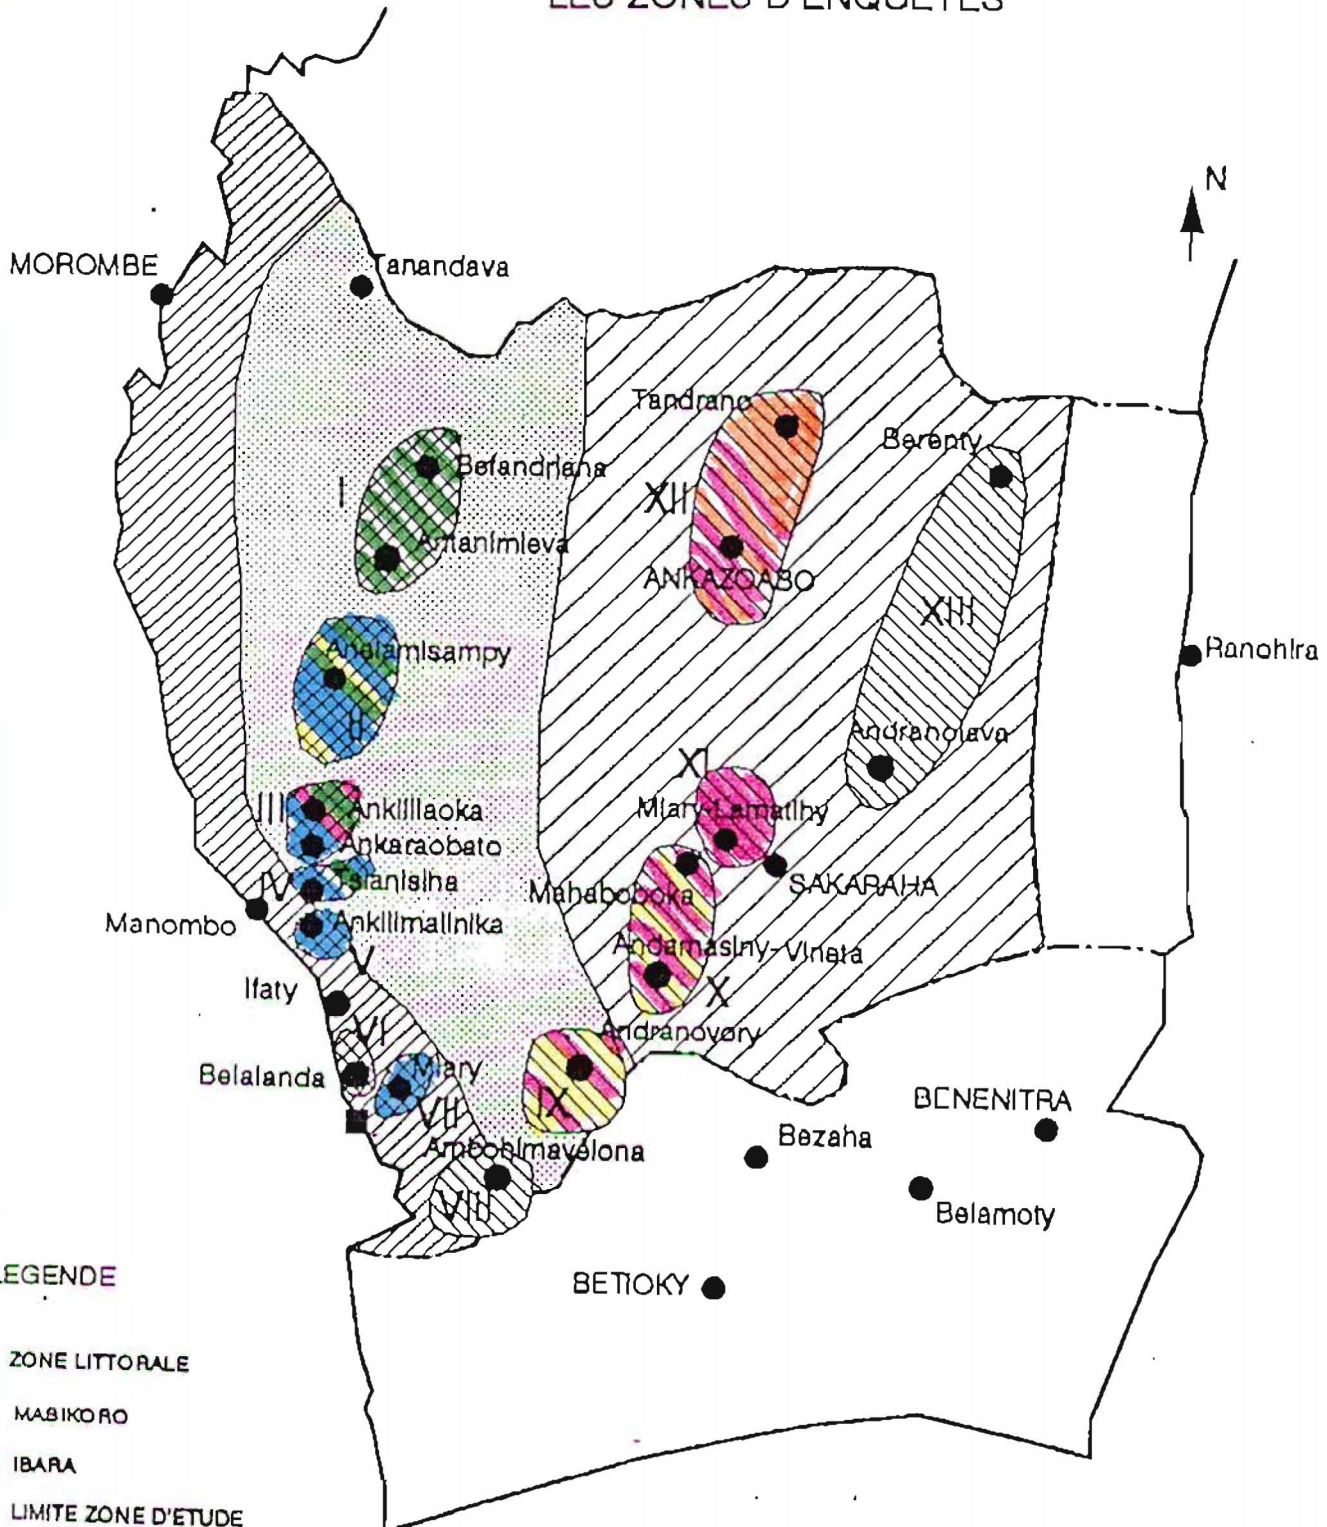 LES ZONES D'ENQUETES
N
MOROMBE
Tanandava
Tandrano
Berenty
Befandriana
I
XII
Antanimieva
ANKAZOABO
XIII
Analamisampy
Ranohira
II
Andranolava
XI
III
Ankililaoka
Miary-Lamatihy
Ankaraobato
IV
Tsianisiha
SAKARAHA
Mahaboboka
Manombo
Ankilimalinika
V
Andamasiny-Vineta
Ifaty
X
VI
Andranovory
Belalanda
Miary
VII
IX
BENENITRA
Bezaha
Ambohimavelona
VIII
Belamoty
LEGENDE
BETIOKY
ZONE LITTORALE
MASIKORO
IBARA
LIMITE ZONE D'ETUDE